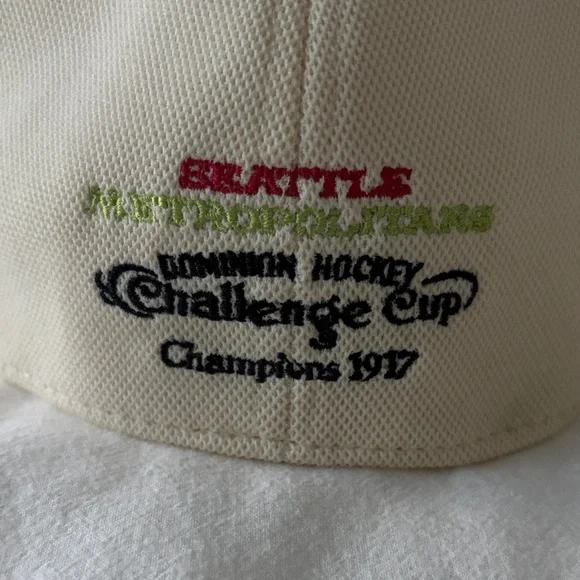 SEATTLE
METROPOLITANS
DOMINION HOCKEY
Challenge Cup
Champions 1917